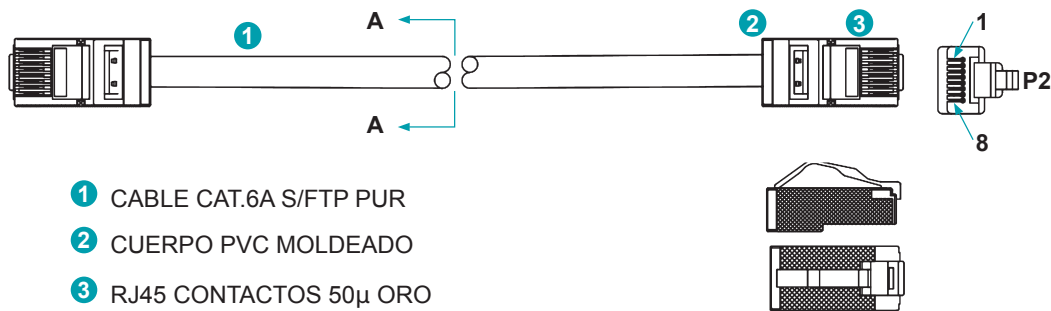 1 A 2 3 1
P2
A 8
1 CABLE CAT.6A S/FTP PUR
2 CUERPO PVC MOLDEADO
3 RJ45 CONTACTOS 50µ ORO